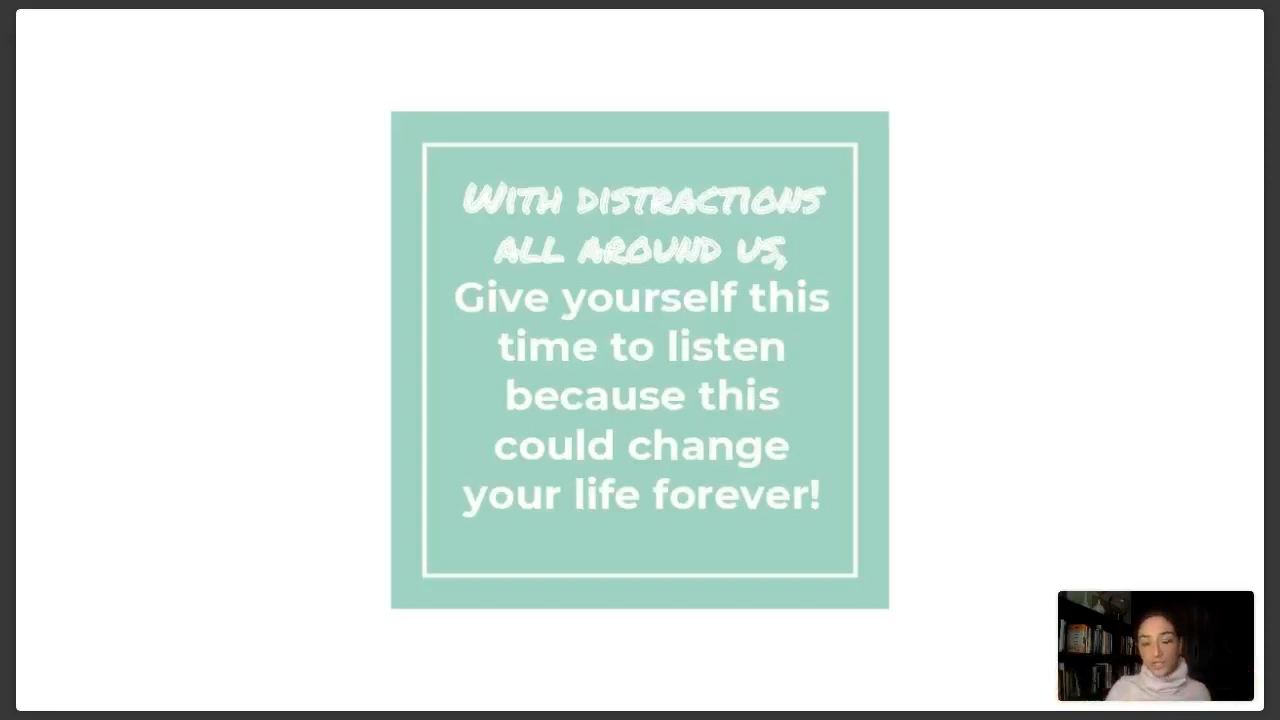 With distractions
all around us,
Give yourself this
time to listen
because this
could change
your life forever!